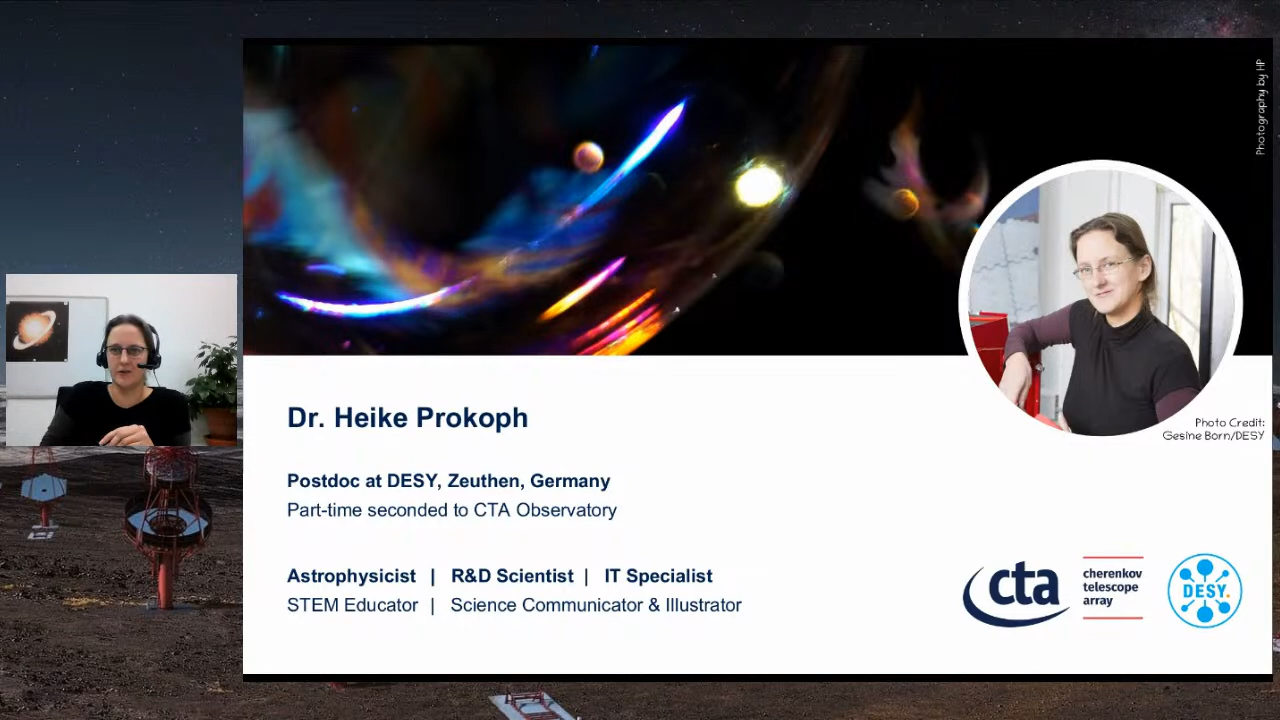 Photography by HP
Photo Credit:
Gesine Born/DESY
Dr. Heike Prokoph
Postdoc at DESY, Zeuthen, Germany
Part-time seconded to CTA Observatory
Astrophysicist | R&D Scientist | IT Specialist
STEM Educator | Science Communicator & Illustrator
cta
cherenkov
telescope
array
DESY.